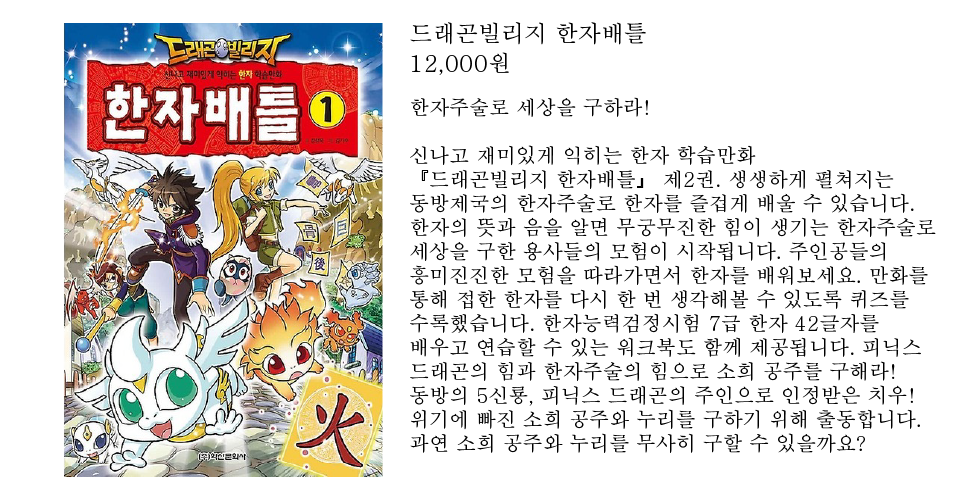 드래곤빌리지
신나고 재미있게 익히는 한자 학습만화
한자배틀
1
火
(주)학산문화사
드래곤빌리지 한자배틀
12,000원
한자주술로 세상을 구하라!
신나고 재미있게 익히는 한자 학습만화
『드래곤빌리지 한자배틀』 제2권. 생생하게 펼쳐지는
동방제국의 한자주술로 한자를 즐겁게 배울 수 있습니다.
한자의 뜻과 음을 알면 무궁무진한 힘이 생기는 한자주술로
세상을 구한 용사들의 모험이 시작됩니다. 주인공들의
흥미진진한 모험을 따라가면서 한자를 배워보세요. 만화를
통해 접한 한자를 다시 한 번 생각해볼 수 있도록 퀴즈를
수록했습니다. 한자능력검정시험 7급 한자 42글자를
배우고 연습할 수 있는 워크북도 함께 제공됩니다. 피닉스
드래곤의 힘과 한자주술의 힘으로 소희 공주를 구해라!
동방의 5신룡, 피닉스 드래곤의 주인으로 인정받은 치우!
위기에 빠진 소희 공주와 누리를 구하기 위해 출동합니다.
과연 소희 공주와 누리를 무사히 구할 수 있을까요?